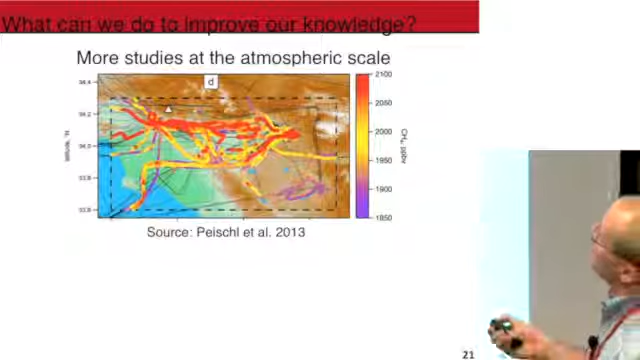 What can we do to improve our knowledge?
More studies at the atmospheric scale
d
34.4
34.2
34.0
33.8
33.6
latitude, °N
2100
2050
2000
1950
1900
1850
CH₄, ppbv
Source: Peischl et al. 2013
21